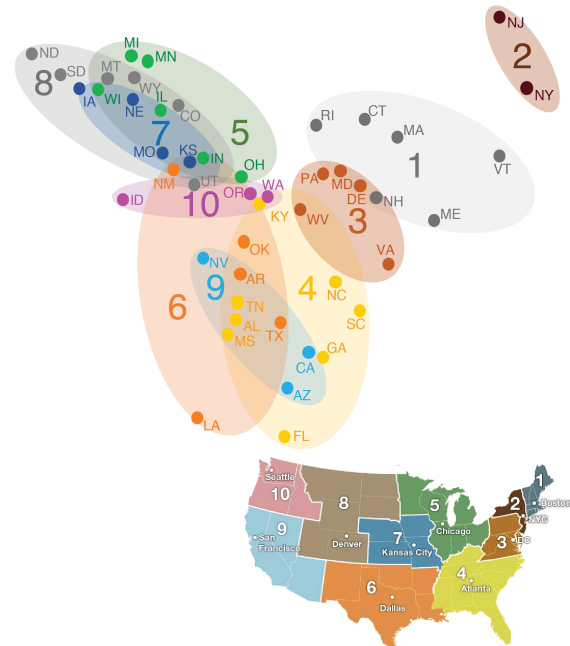 NJ
2
NY
MI
MN
ND
SD
MT
8
WY
IA
WI
NE
IL
CO
5
7
MO
KS
IN
OH
NM
UT
10
ID
OR
WA
KY
RI
CT
MA
1
VT
PA
MD
DE
NH
WV
3
ME
VA
OK
NV
AR
9
4
NC
6
TN
SC
AL
TX
MS
GA
CA
AZ
LA
FL
Seattle
10
8
5
1
2
Boston
NYC
9
San
Francisco
Denver
7
Kansas City
Chicago
3
DC
6
Dallas
4
Atlanta